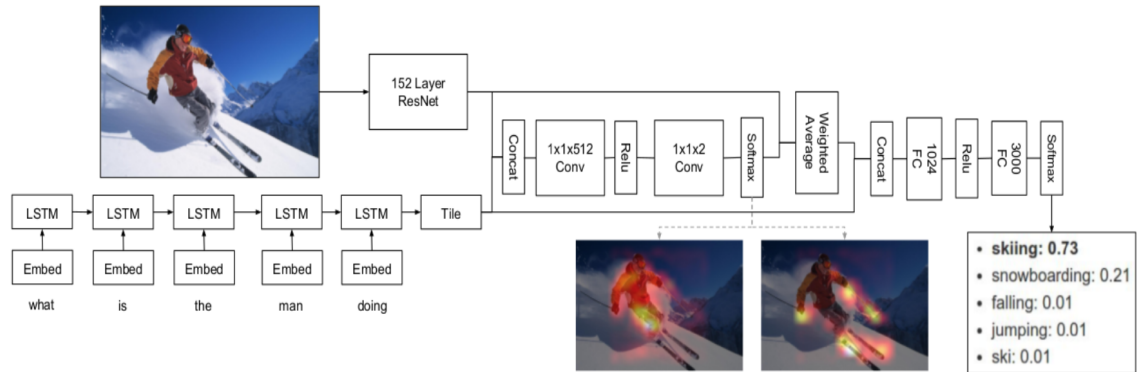 152 Layer
ResNet
Concat
1x1x512
Conv
Relu
1x1x2
Conv
Softmax
Weighted
Average
Concat
1024
FC
Relu
3000
FC
Softmax
LSTM
LSTM
LSTM
LSTM
LSTM
Tile
Embed
Embed
Embed
Embed
Embed
what is the man doing
• skiing: 0.73
• snowboarding: 0.21
• falling: 0.01
• jumping: 0.01
• ski: 0.01